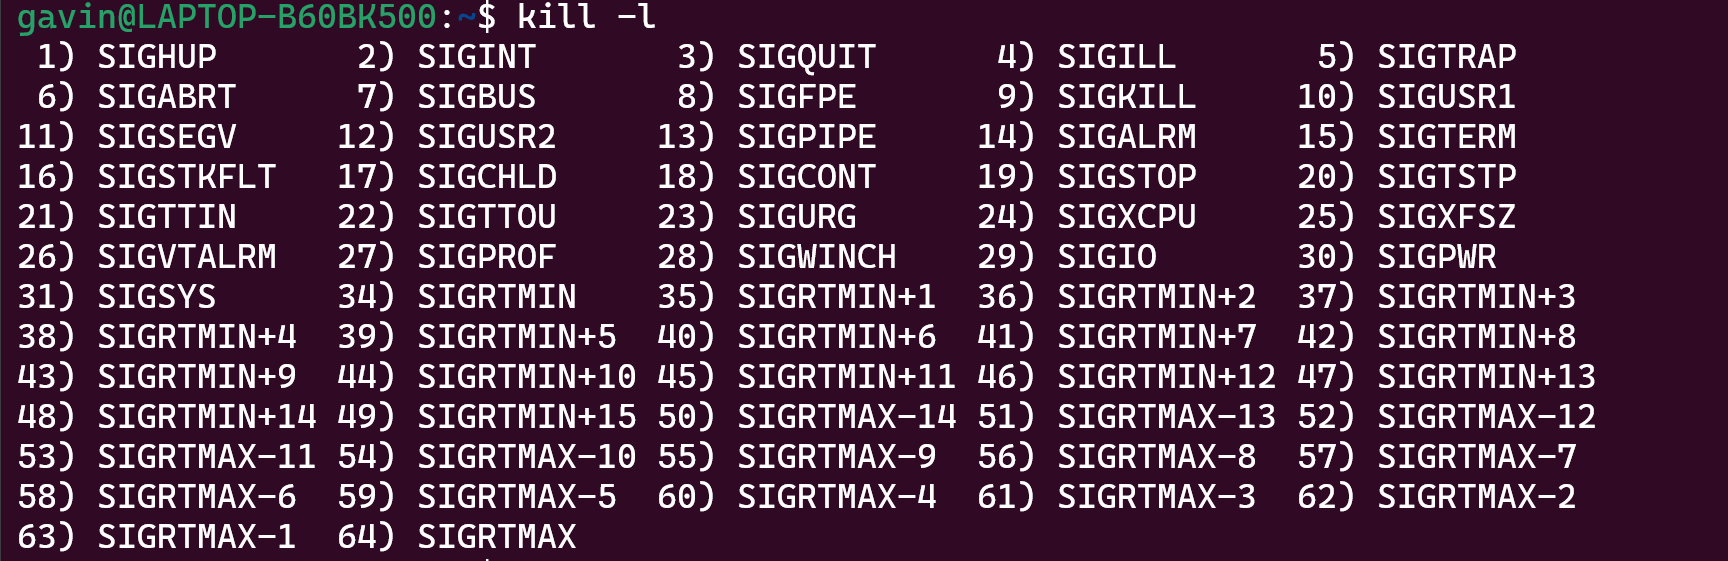 gavin@LAPTOP-B60BK500:~$ kill -l
 1) SIGHUP       2) SIGINT       3) SIGQUIT      4) SIGILL       5) SIGTRAP
 6) SIGABRT      7) SIGBUS       8) SIGFPE       9) SIGKILL     10) SIGUSR1
11) SIGSEGV     12) SIGUSR2     13) SIGPIPE     14) SIGALRM     15) SIGTERM
16) SIGSTKFLT   17) SIGCHLD     18) SIGCONT     19) SIGSTOP     20) SIGTSTP
21) SIGTTIN     22) SIGTTOU     23) SIGURG      24) SIGXCPU     25) SIGXFSZ
26) SIGVTALRM   27) SIGPROF     28) SIGWINCH    29) SIGIO       30) SIGPWR
31) SIGSYS      34) SIGRTMIN    35) SIGRTMIN+1  36) SIGRTMIN+2  37) SIGRTMIN+3
38) SIGRTMIN+4  39) SIGRTMIN+5  40) SIGRTMIN+6  41) SIGRTMIN+7  42) SIGRTMIN+8
43) SIGRTMIN+9  44) SIGRTMIN+10 45) SIGRTMIN+11 46) SIGRTMIN+12 47) SIGRTMIN+13
48) SIGRTMIN+14 49) SIGRTMIN+15 50) SIGRTMAX-14 51) SIGRTMAX-13 52) SIGRTMAX-12
53) SIGRTMAX-11 54) SIGRTMAX-10 55) SIGRTMAX-9  56) SIGRTMAX-8  57) SIGRTMAX-7
58) SIGRTMAX-6  59) SIGRTMAX-5  60) SIGRTMAX-4  61) SIGRTMAX-3  62) SIGRTMAX-2
63) SIGRTMAX-1  64) SIGRTMAX